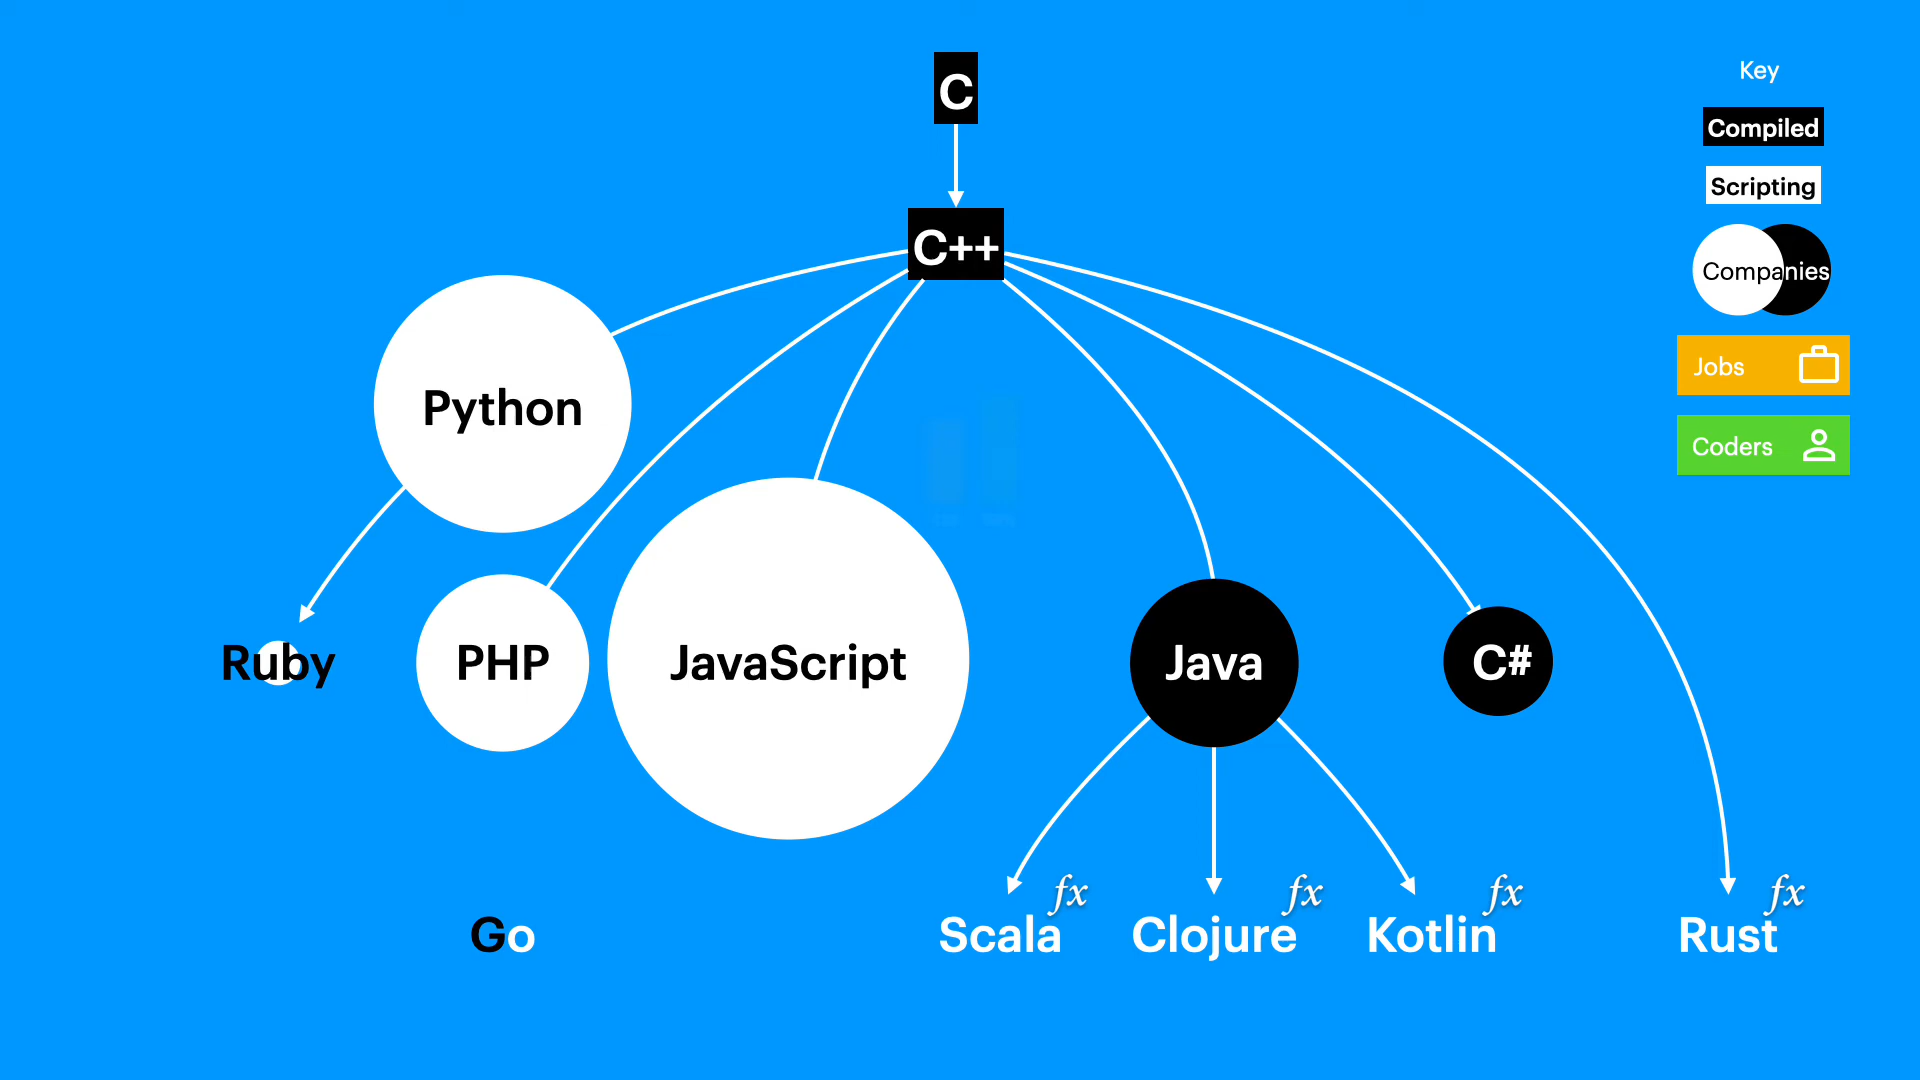 C
Key
Compiled
Scripting
C++
Companies
Jobs
Python
Coders
Ruby
PHP
JavaScript
Java
C#
fx
fx
fx
fx
Go
Scala
Clojure
Kotlin
Rust